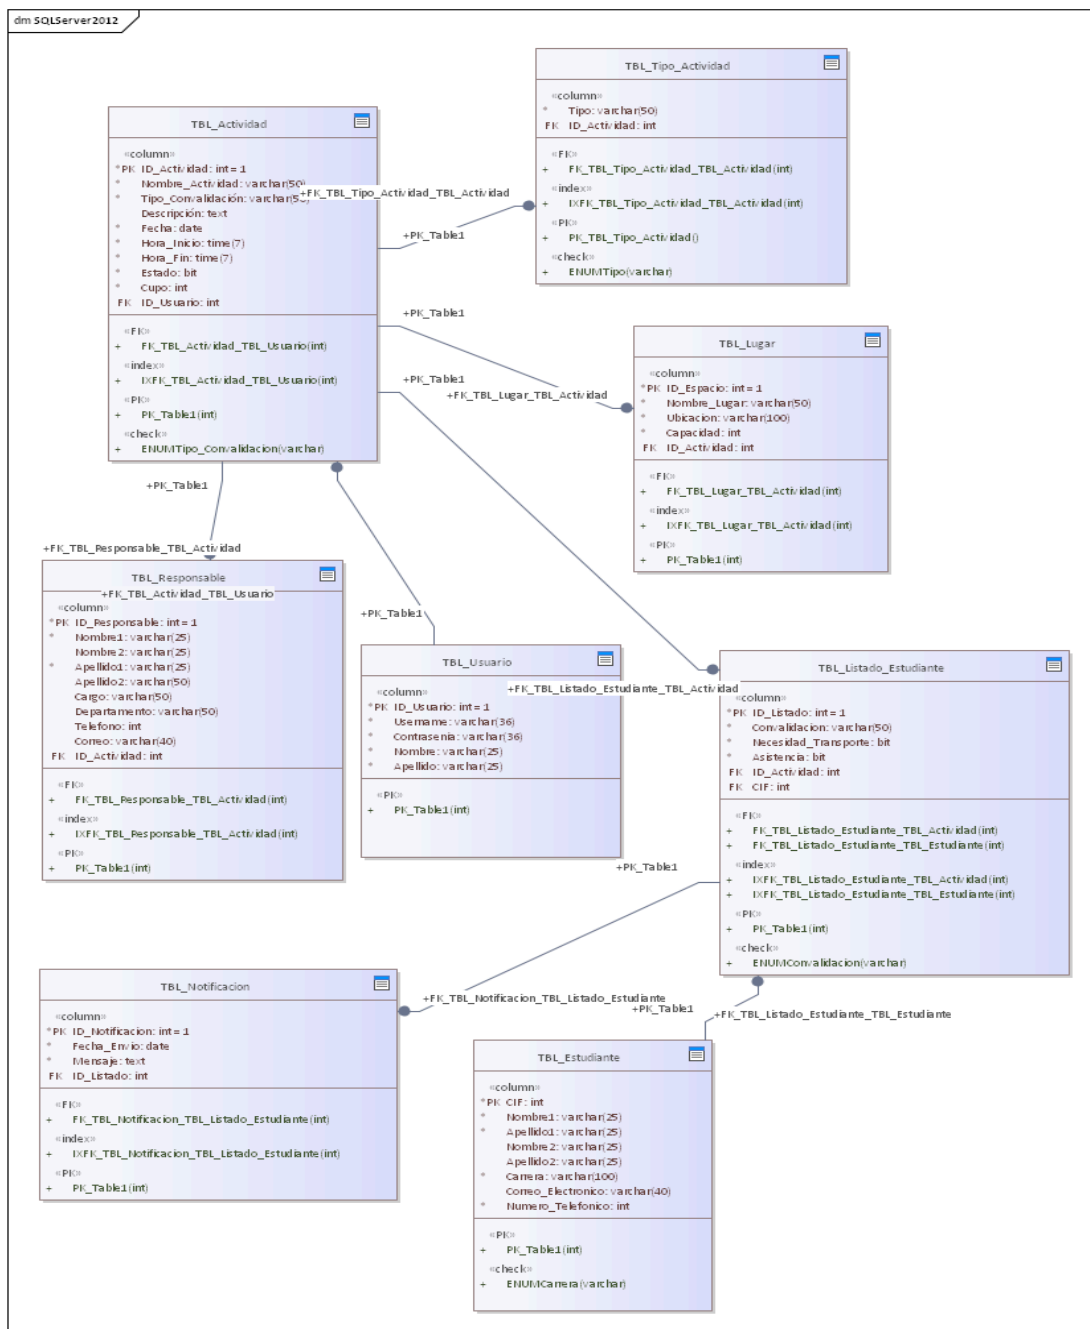 dm SQLServer2012
TBL_Tipo_Actividad
«column»
* Tipo: varchar(50)
FK ID_Actividad: int
«FK»
+ FK_TBL_Tipo_Actividad_TBL_Actividad(int)
«index»
+ IXFK_TBL_Tipo_Actividad_TBL_Actividad(int)
«PK»
+ PK_TBL_Tipo_Actividad()
«check»
+ ENUMTipo(varchar)
TBL_Actividad
«column»
*PK ID_Actividad: int = 1
* Nombre_Actividad: varchar(50)
* Tipo_Convalidación: varchar(50)
Descripción: text
* Fecha: date
* Hora_Inicio: time(7)
* Hora_Fin: time(7)
* Estado: bit
* Cupo: int
FK ID_Usuario: int
«FK»
+ FK_TBL_Actividad_TBL_Usuario(int)
«index»
+ IXFK_TBL_Actividad_TBL_Usuario(int)
«PK»
+ PK_Table1(int)
«check»
+ ENUMTipo_Convalidacion(varchar)
+FK_TBL_Tipo_Actividad_TBL_Actividad
+PK_Table1
+PK_Table1
+FK_TBL_Lugar_TBL_Actividad
+PK_Table1
TBL_Lugar
«column»
*PK ID_Espacio: int = 1
* Nombre_Lugar: varchar(50)
* Ubicacion: varchar(100)
* Capacidad: int
FK ID_Actividad: int
«FK»
+ FK_TBL_Lugar_TBL_Actividad(int)
«index»
+ IXFK_TBL_Lugar_TBL_Actividad(int)
«PK»
+ PK_Table1(int)
+PK_Table1
+FK_TBL_Responsable_TBL_Actividad
TBL_Responsable
+FK_TBL_Actividad_TBL_Usuario
«column»
*PK ID_Responsable: int = 1
* Nombre1: varchar(25)
Nombre2: varchar(25)
* Apellido1: varchar(25)
Apellido2: varchar(50)
Cargo: varchar(50)
Departamento: varchar(50)
Telefono: int
Correo: varchar(40)
FK ID_Actividad: int
«FK»
+ FK_TBL_Responsable_TBL_Actividad(int)
«index»
+ IXFK_TBL_Responsable_TBL_Actividad(int)
«PK»
+ PK_Table1(int)
+PK_Table1
TBL_Usuario
«column»
*PK ID_Usuario: int = 1
* Username: varchar(36)
* Contrasenia: varchar(36)
* Nombre: varchar(25)
* Apellido: varchar(25)
«PK»
+ PK_Table1(int)
+FK_TBL_Listado_Estudiante_TBL_Actividad
TBL_Listado_Estudiante
«column»
*PK ID_Listado: int = 1
* Convalidacion: varchar(50)
* Necesidad_Transporte: bit
* Asistencia: bit
FK ID_Actividad: int
FK CIF: int
«FK»
+ FK_TBL_Listado_Estudiante_TBL_Actividad(int)
+ FK_TBL_Listado_Estudiante_TBL_Estudiante(int)
«index»
+ IXFK_TBL_Listado_Estudiante_TBL_Actividad(int)
+ IXFK_TBL_Listado_Estudiante_TBL_Estudiante(int)
«PK»
+ PK_Table1(int)
«check»
+ ENUMConvalidacion(varchar)
+PK_Table1
+FK_TBL_Notificacion_TBL_Listado_Estudiante
+PK_Table1
+FK_TBL_Listado_Estudiante_TBL_Estudiante
TBL_Notificacion
«column»
*PK ID_Notificacion: int = 1
* Fecha_Envio: date
* Mensaje: text
FK ID_Listado: int
«FK»
+ FK_TBL_Notificacion_TBL_Listado_Estudiante(int)
«index»
+ IXFK_TBL_Notificacion_TBL_Listado_Estudiante(int)
«PK»
+ PK_Table1(int)
TBL_Estudiante
«column»
*PK CIF: int
* Nombre1: varchar(25)
* Apellido1: varchar(25)
Nombre2: varchar(25)
Apellido2: varchar(25)
* Carrera: varchar(100)
Correo_Electronico: varchar(40)
* Numero_Telefonico: int
«PK»
+ PK_Table1(int)
«check»
+ ENUMCarrera(varchar)